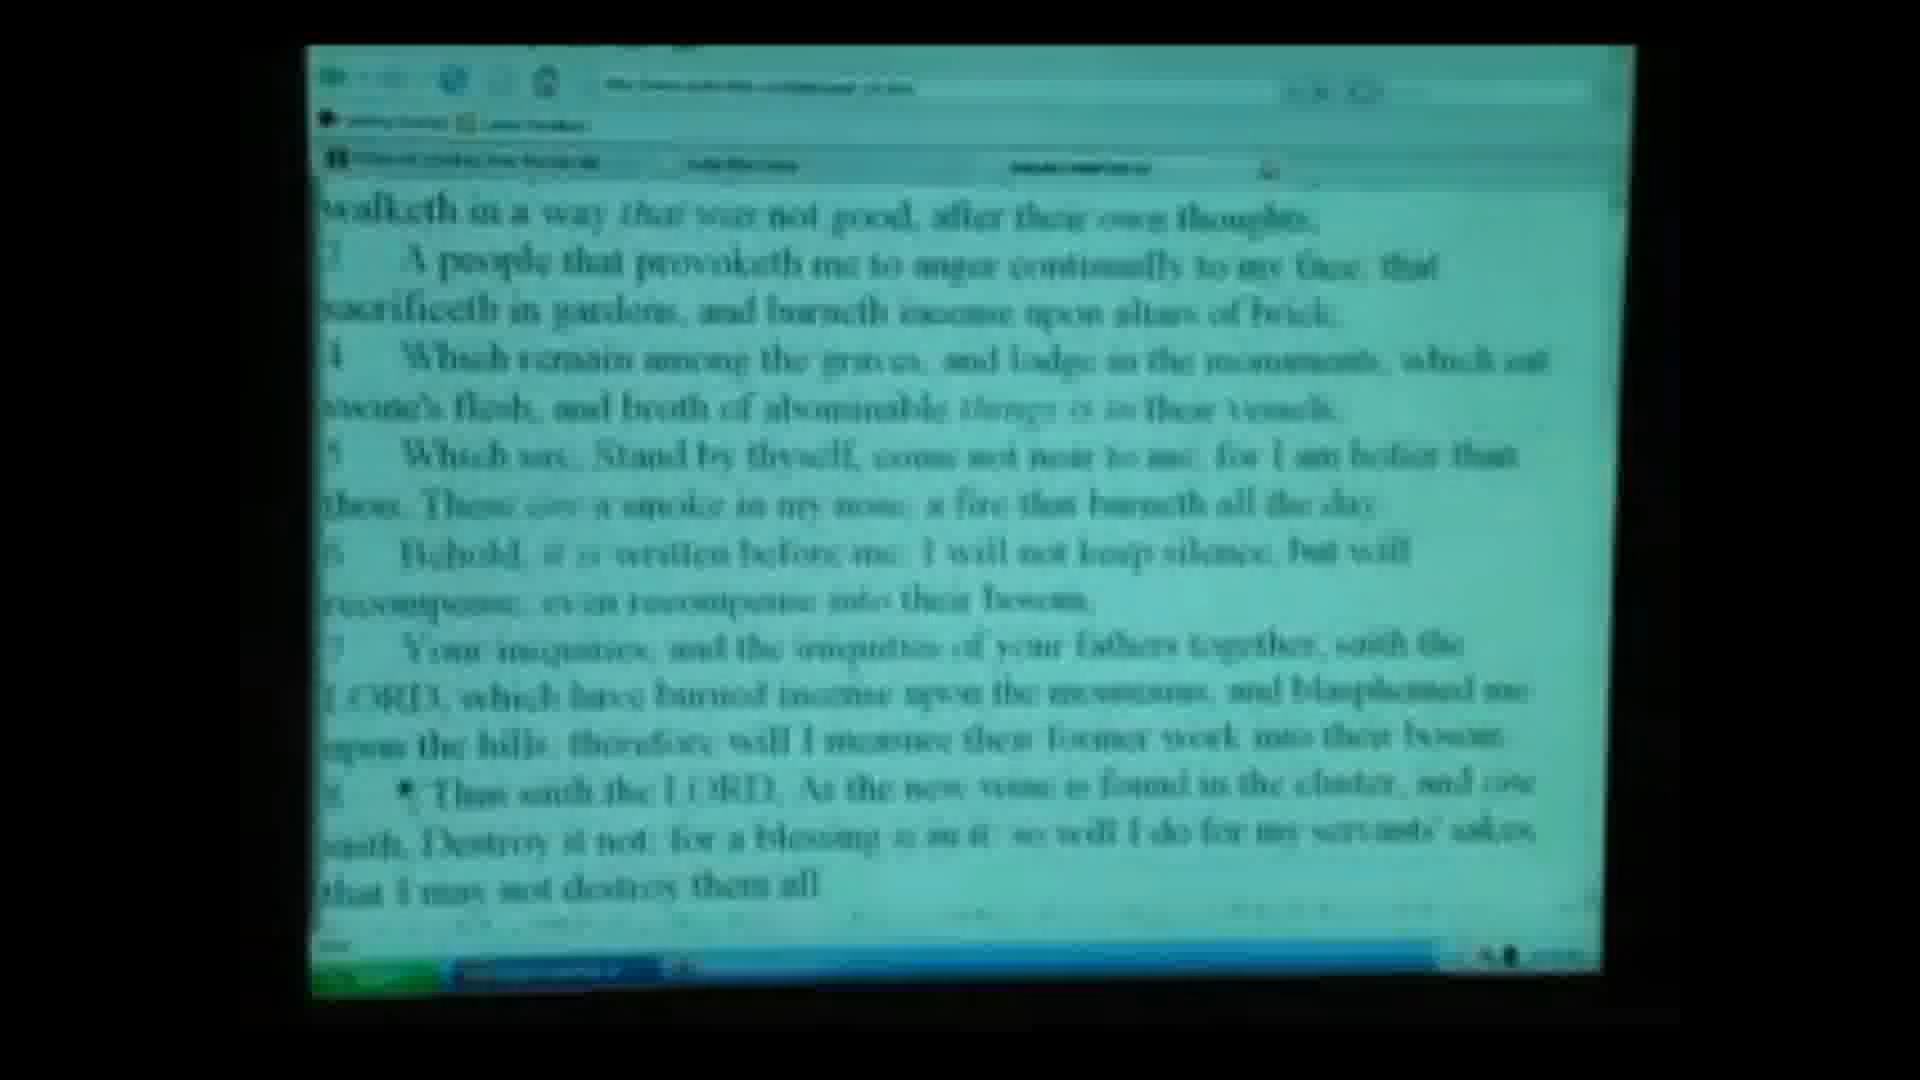 walketh in a way that was not good, after their own thoughts;
3 A people that provoketh me to anger continually to my face; that
sacrificeth in gardens, and burneth incense upon altars of brick;
4 Which remain among the graves, and lodge in the monuments, which eat
swine's flesh, and broth of abominable things is in their vessels;
5 Which say, Stand by thyself, come not near to me; for I am holier than
thou. These are a smoke in my nose, a fire that burneth all the day.
6 Behold, it is written before me: I will not keep silence, but will
recompense, even recompense into their bosom,
7 Your iniquities, and the iniquities of your fathers together, saith the
LORD, which have burned incense upon the mountains, and blasphemed me
upon the hills: therefore will I measure their former work into their bosom.
8 ¶ Thus saith the LORD, As the new wine is found in the cluster, and one
saith, Destroy it not; for a blessing is in it: so will I do for my servants' sakes,
that I may not destroy them all.